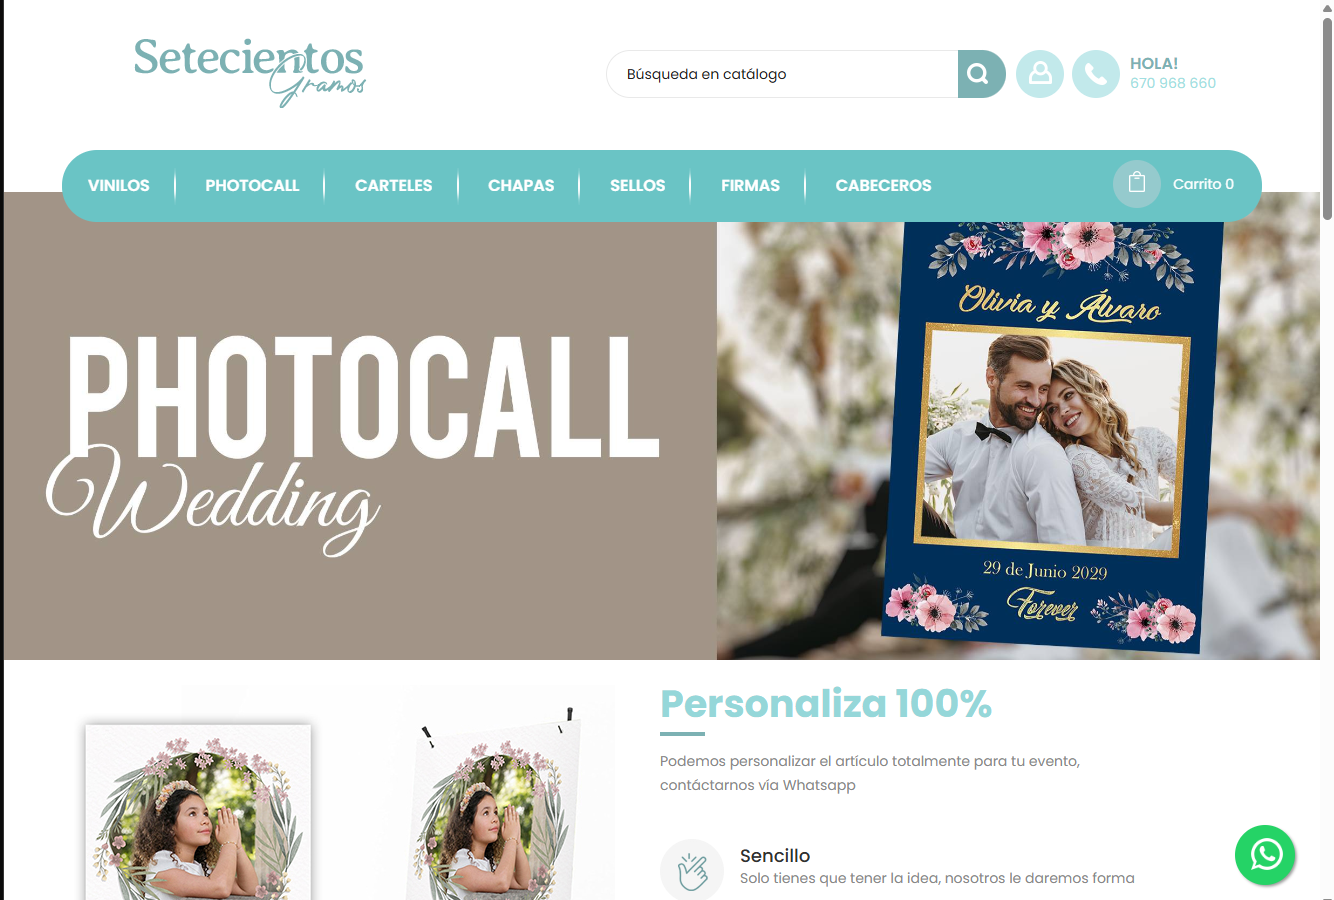 Setecientos
Gramos
Búsqueda en catálogo
HOLA!
670 968 660
VINILOS
PHOTOCALL
CARTELES
CHAPAS
SELLOS
FIRMAS
CABECEROS
Carrito 0
PHOTOCALL
Wedding
Olivia y Álvaro
29 de Junio 2029
Forever
Personaliza 100%
Podemos personalizar el artículo totalmente para tu evento,
contáctarnos vía Whatsapp
Sencillo
Solo tienes que tener la idea, nosotros le daremos forma